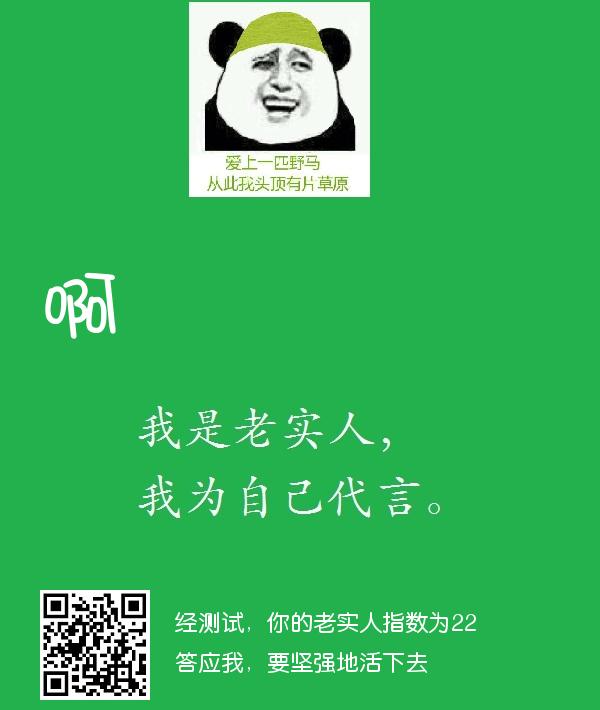 爱上一匹野马
从此我头顶有片草原
啊
我是老实人，
我为自己代言。
经测试，你的老实人指数为22
答应我，要坚强地活下去